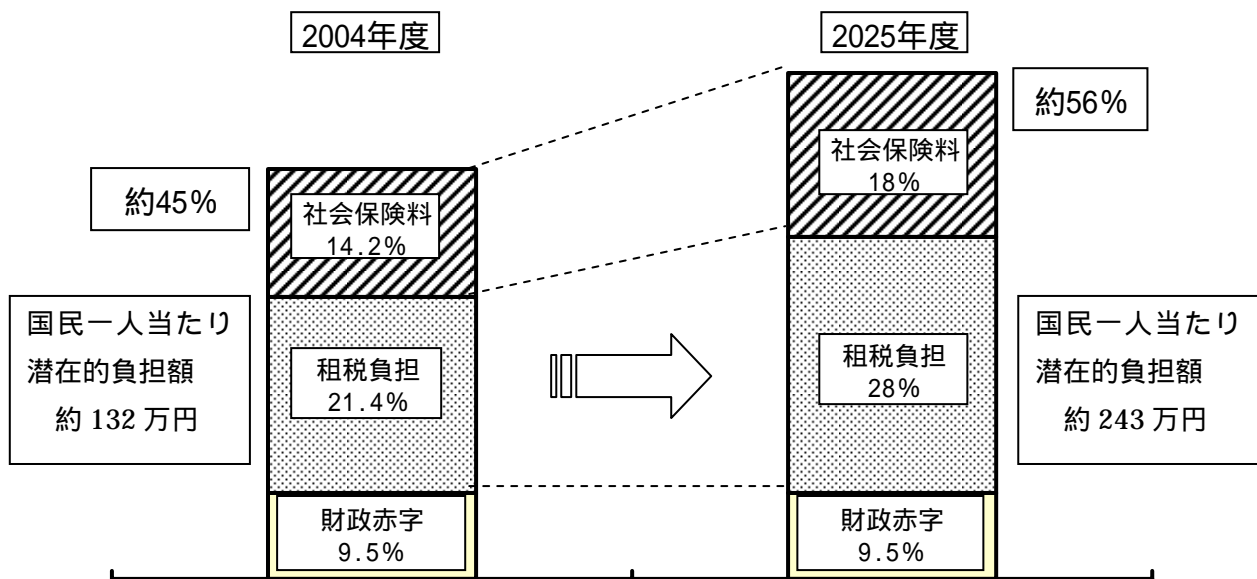 2004年度
約45%
社会保険料
14.2%
国民一人当たり
潜在的負担額
約 132 万円
租税負担
21.4%
財政赤字
9.5%
2025年度
約56%
社会保険料
18%
国民一人当たり
潜在的負担額
約 243 万円
租税負担
28%
財政赤字
9.5%